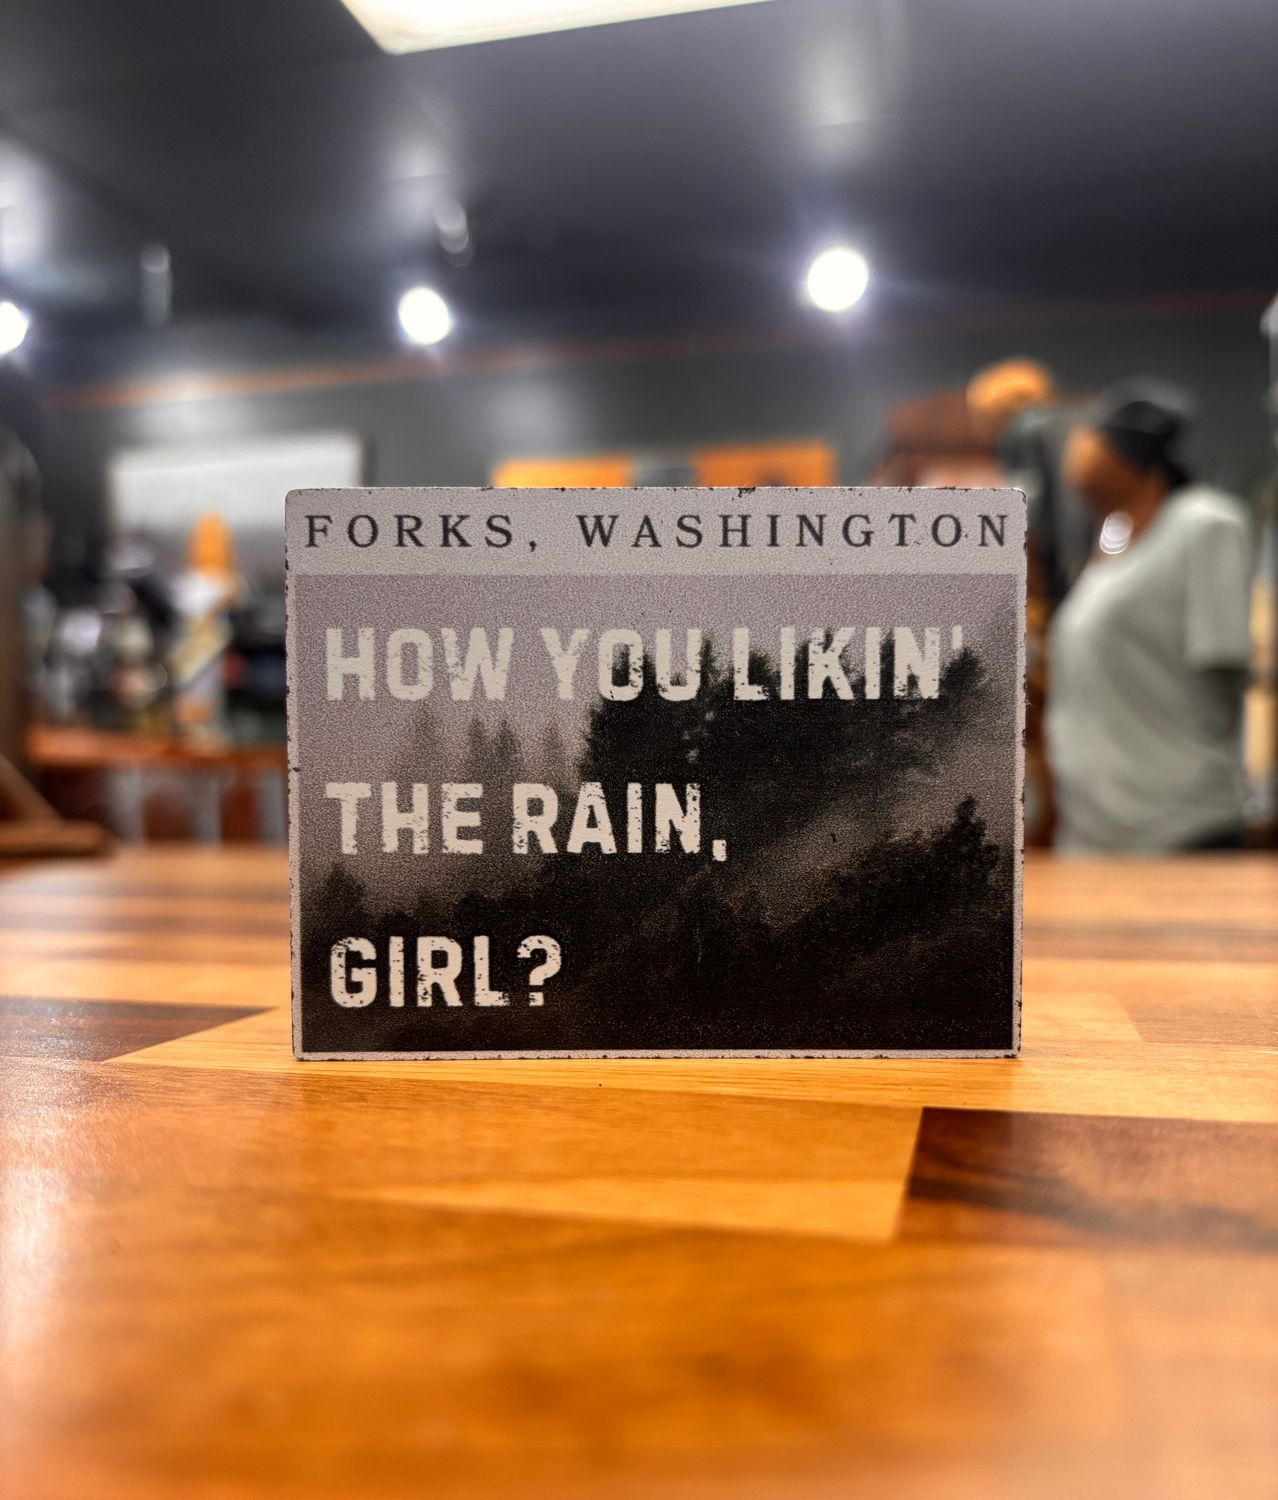 FORKS, WASHINGTON
HOW YOU LIKIN'
THE RAIN,
GIRL?